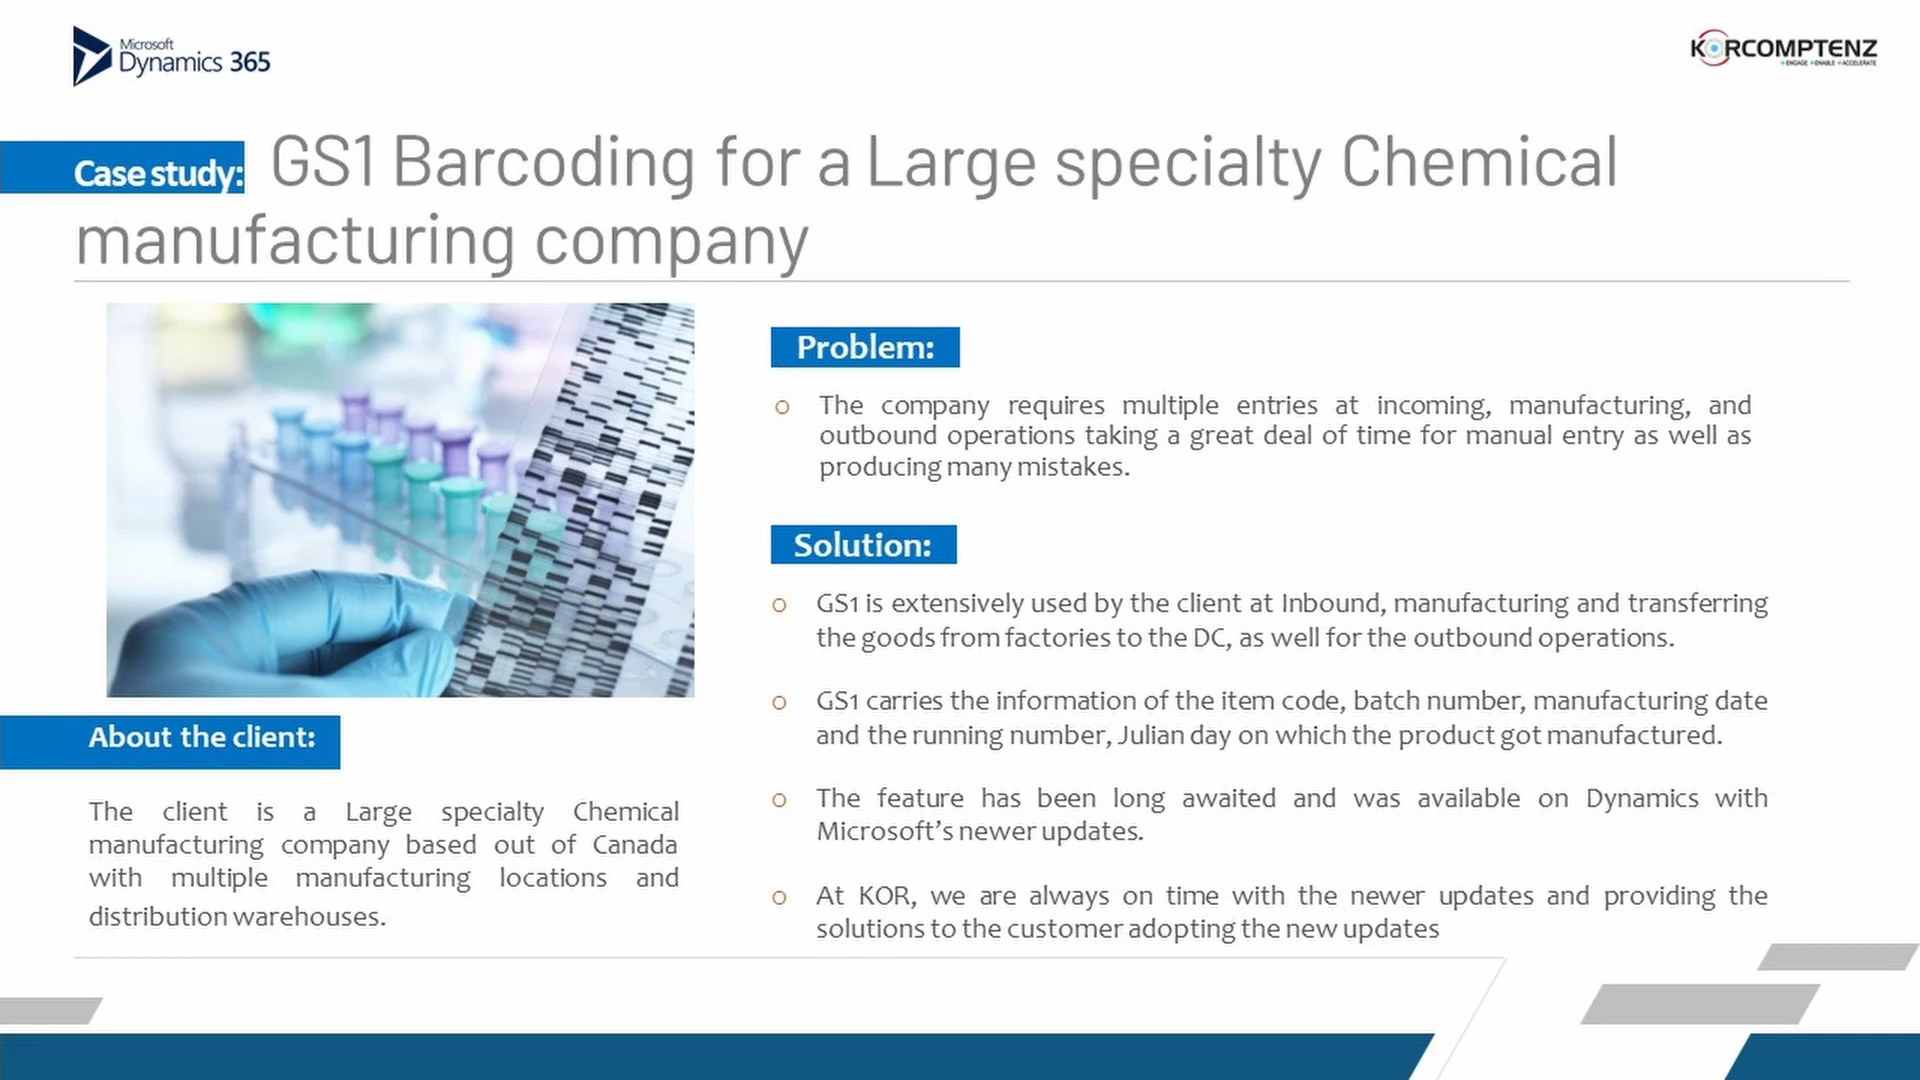 Microsoft
Dynamics 365
KORCOMPTENZ
ENGAGE ENABLE ACCELERATE
Case study: GS1 Barcoding for a Large specialty Chemical
manufacturing company
Problem:
o The company requires multiple entries at incoming, manufacturing, and
outbound operations taking a great deal of time for manual entry as well as
producing many mistakes.
Solution:
o GS1 is extensively used by the client at Inbound, manufacturing and transferring
the goods from factories to the DC, as well for the outbound operations.
o GS1 carries the information of the item code, batch number, manufacturing date
and the running number, Julian day on which the product got manufactured.
o The feature has been long awaited and was available on Dynamics with
Microsoft’s newer updates.
o At KOR, we are always on time with the newer updates and providing the
solutions to the customer adopting the new updates
About the client:
The client is a Large specialty Chemical
manufacturing company based out of Canada
with multiple manufacturing locations and
distribution warehouses.